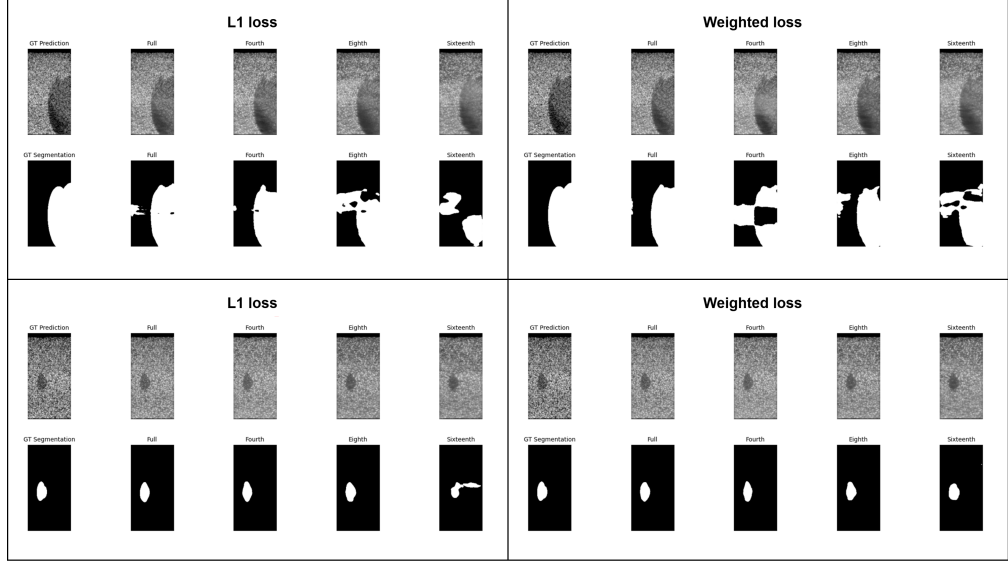 L1 loss
GT Prediction Full Fourth Eighth Sixteenth
GT Segmentation Full Fourth Eighth Sixteenth
Weighted loss
GT Prediction Full Fourth Eighth Sixteenth
GT Segmentation Full Fourth Eighth Sixteenth
L1 loss
GT Prediction Full Fourth Eighth Sixteenth
GT Segmentation Full Fourth Eighth Sixteenth
Weighted loss
GT Prediction Full Fourth Eighth Sixteenth
GT Segmentation Full Fourth Eighth Sixteenth